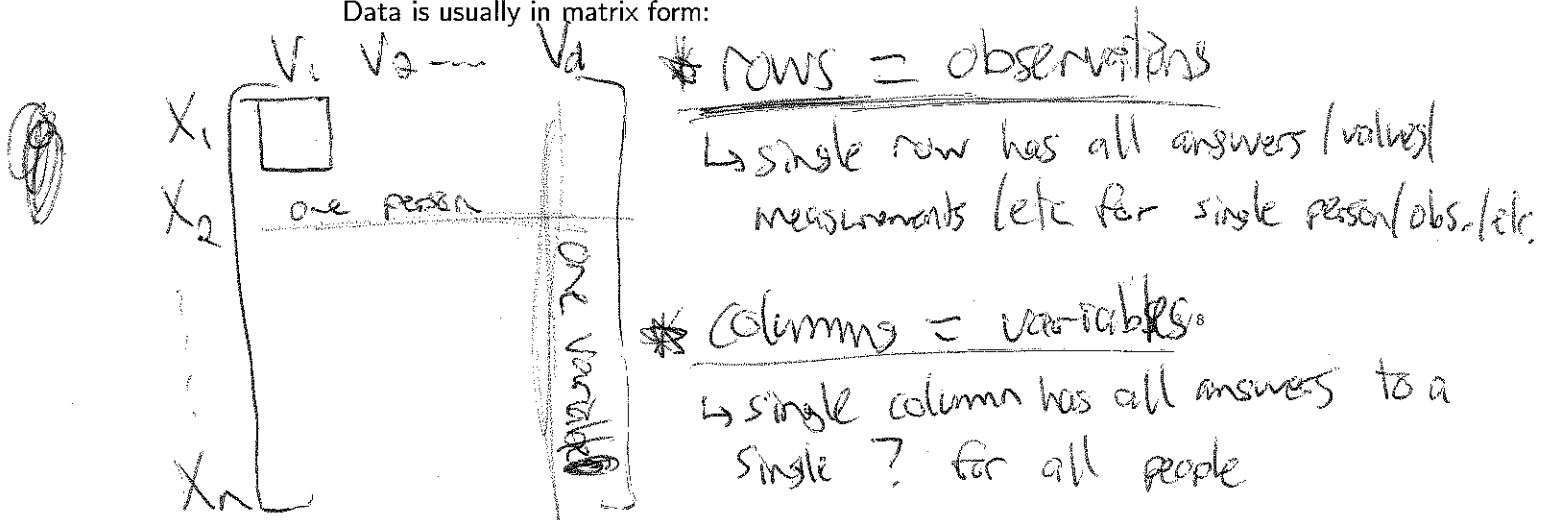 Data is usually in matrix form:
V1 V2 --- Vd
* rows = observations
X1
↳ single row has all answers/values/
measurements/etc for single person/obs./etc.
X2 one person
one variable
* columns = variables
↳ single column has all answers to a
single ? for all people
Xn